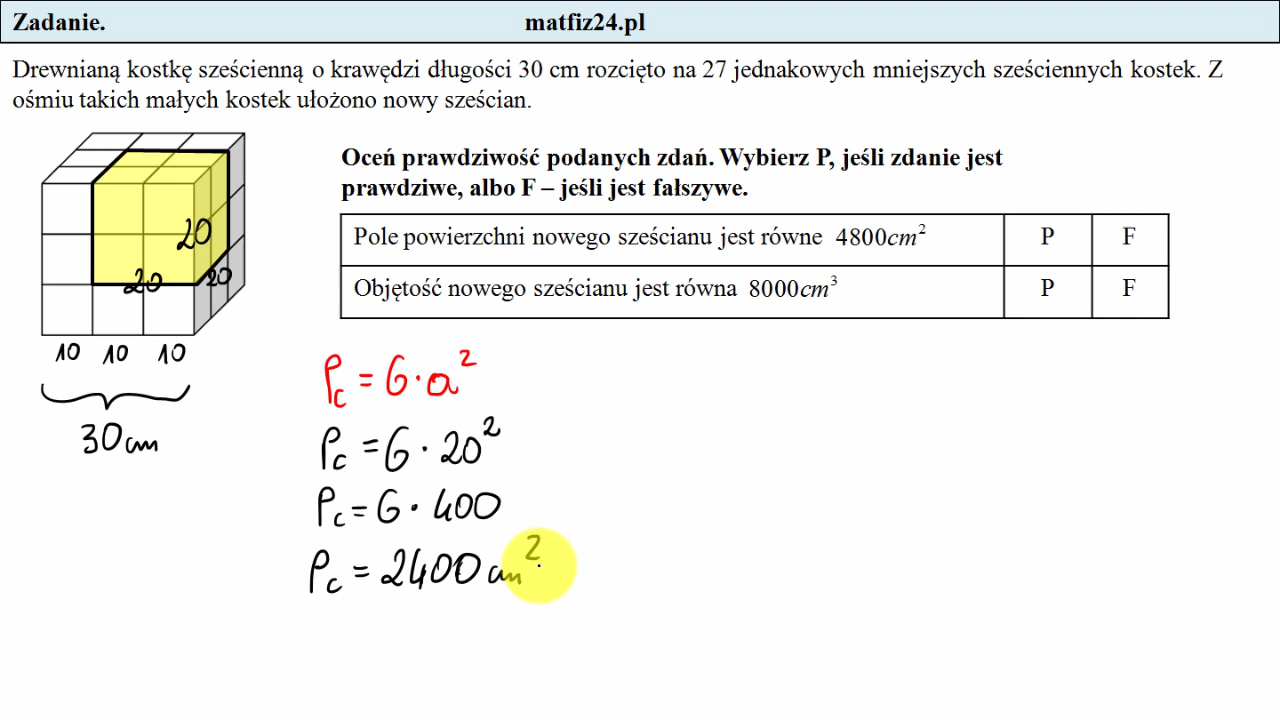 Zadanie. matfiz24.pl
Drewnianą kostkę sześcienną o krawędzi długości 30 cm rozcięto na 27 jednakowych mniejszych sześciennych kostek. Z
ośmiu takich małych kostek ułożono nowy sześcian.
Oceń prawdziwość podanych zdań. Wybierz P, jeśli zdanie jest
prawdziwe, albo F – jeśli jest fałszywe.
Pole powierzchni nowego sześcianu jest równe 4800cm² P F
Objętość nowego sześcianu jest równa 8000cm³ P F
20
20 20
10 10 10
30cm
Pc = 6·a²
Pc = 6·20²
Pc = 6·400
Pc = 2400cm²